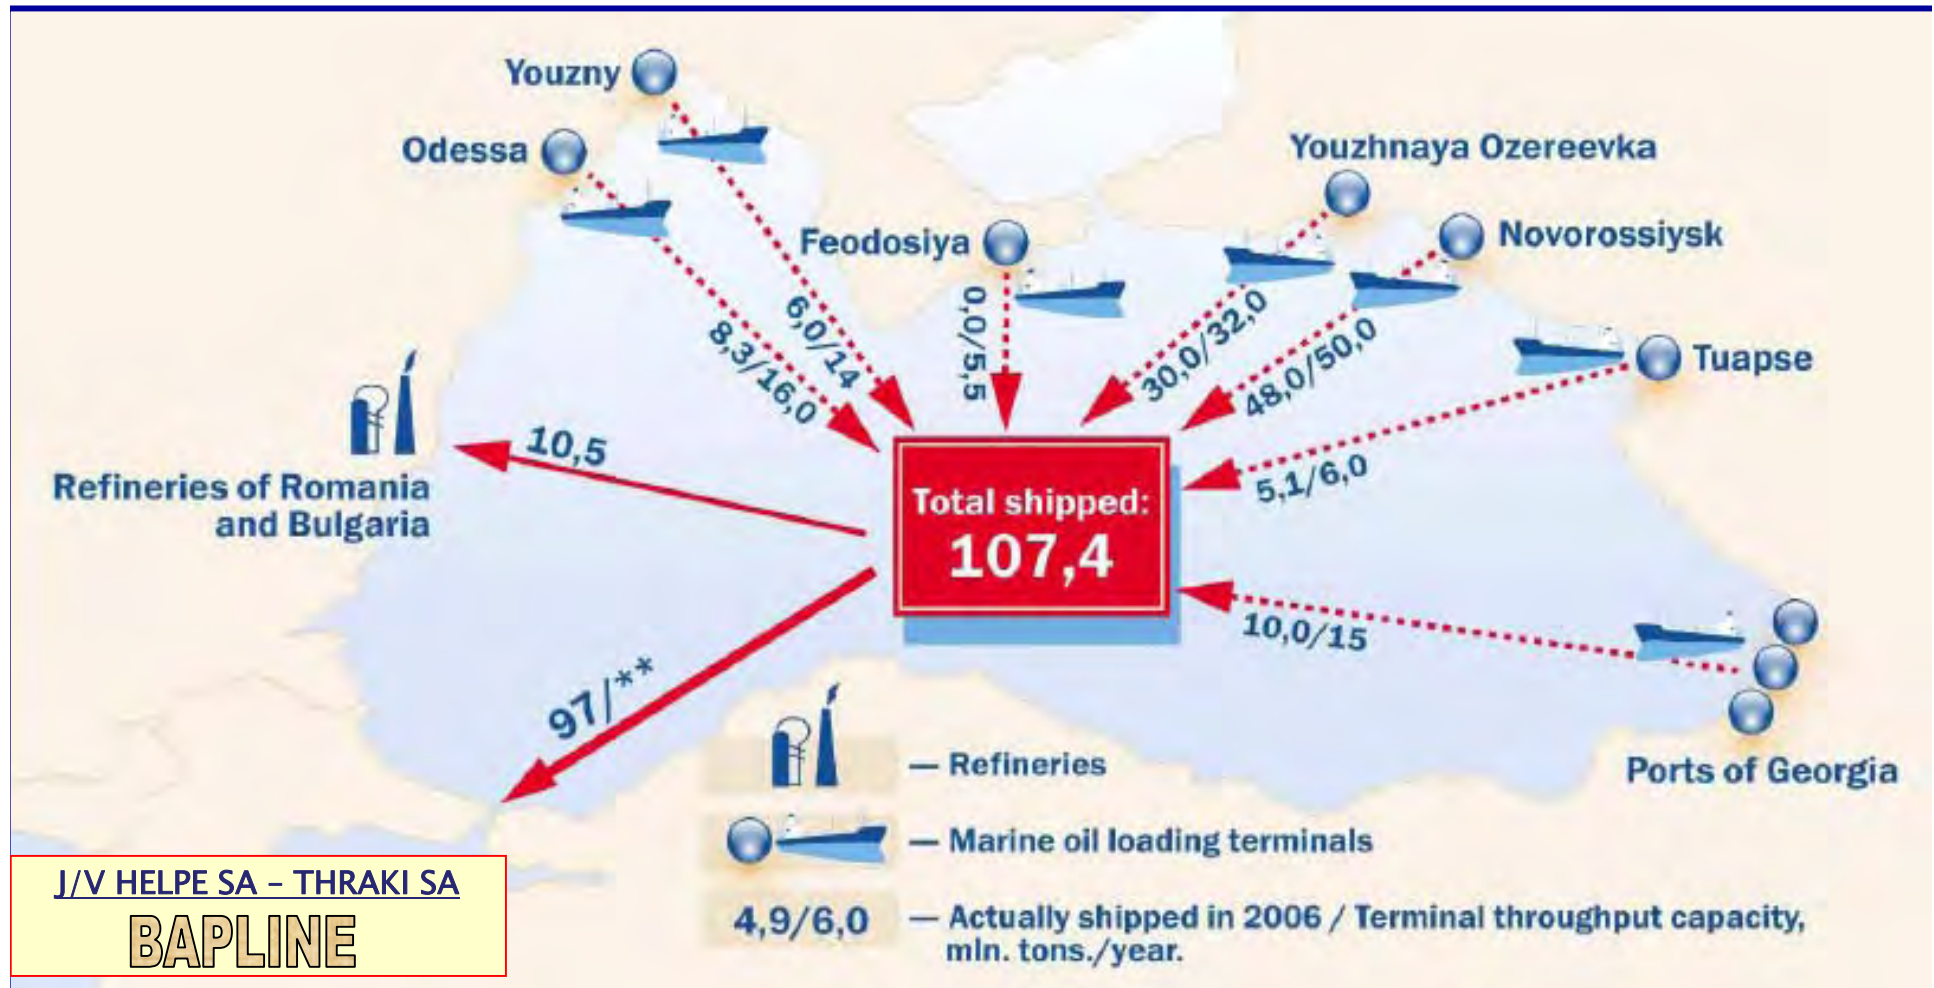 Youzny
Odessa
Youzhnaya Ozereevka
Feodosiya
Novorossiysk
Tuapse
6,0/14
8,3/16,0
0,0/5,5
30,0/32,0
48,0/50,0
5,1/6,0
10,5
Refineries of Romania
and Bulgaria
Total shipped:
107,4
10,0/15
97/**
Ports of Georgia
— Refineries
— Marine oil loading terminals
4,9/6,0 — Actually shipped in 2006 / Terminal throughput capacity,
mln. tons./year.
J/V HELPE SA – THRAKI SA
BAPLINE